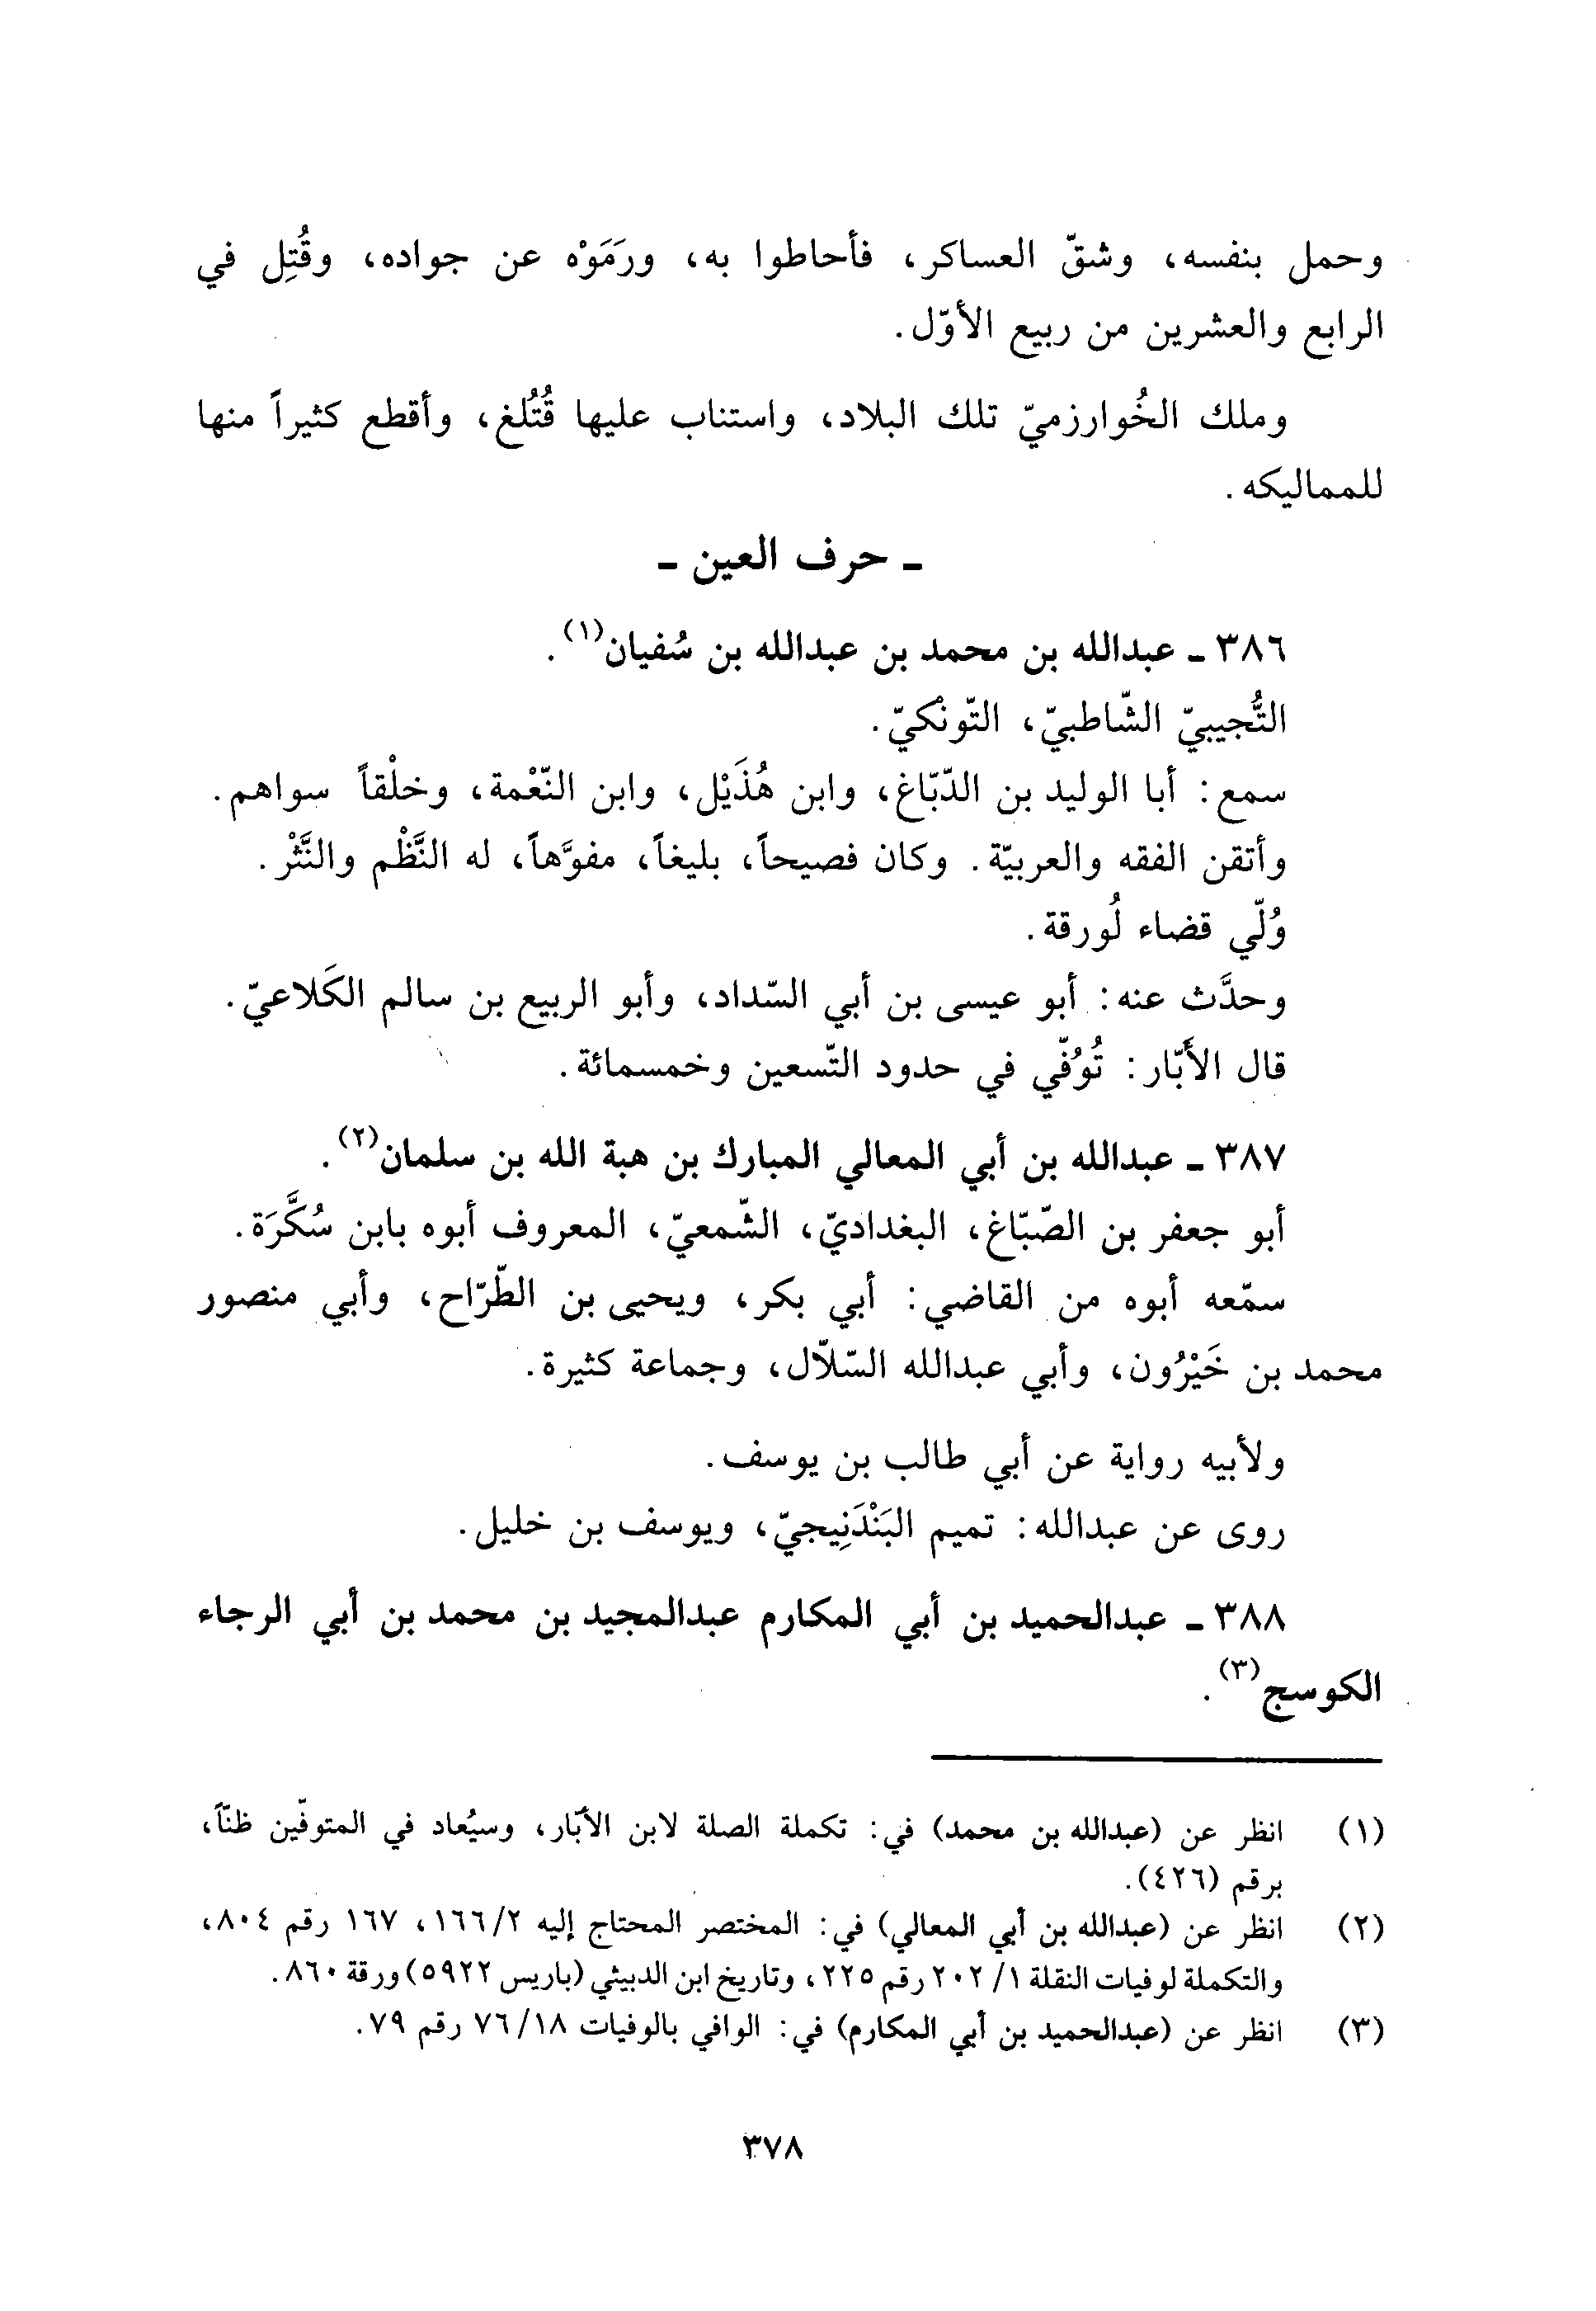 وحمل بنفسه، وشقّ العساكر، فأحاطوا به، ورَمَوْه عن جواده، وقُتِل في
الرابع والعشرين من ربيع الأوّل.
وملك الخُوارزميّ تلك البلاد، واستناب عليها قُتُلغ، وأقطع كثيراً منها
للمماليكه.
ـ حرف العين ـ
٣٨٦ ـ عبدالله بن محمد بن عبدالله بن سُفيان(١).
التُّجيبيّ الشّاطبيّ، التّونْكيّ.
سمع: أبا الوليد بن الدّبّاغ، وابن هُذَيْل، وابن النّعْمة، وخلْقاً سواهم.
وأتقن الفقه والعربيّة. وكان فصيحاً، بليغاً، مفوَّهاً، له النَّظْم والنَّثْر.
وُلّي قضاء لُورقة.
وحدَّث عنه: أبو عيسى بن أبي السّداد، وأبو الربيع بن سالم الكَلاعيّ.
قال الأَبّار: تُوُفّي في حدود التّسعين وخمسمائة.
٣٨٧ ـ عبدالله بن أبي المعالي المبارك بن هبة الله بن سلمان(٢).
أبو جعفر بن الصّبّاغ، البغداديّ، الشّمعيّ، المعروف أبوه بابن سُكَّرَة.
سمّعه أبوه من القاضي: أبي بكر، ويحيى بن الطّرّاح، وأبي منصور
محمد بن خَيْرُون، وأبي عبدالله السّلاّل، وجماعة كثيرة.
ولأبيه رواية عن أبي طالب بن يوسف.
روى عن عبدالله: تميم البَنْدَنِيجيّ، ويوسف بن خليل.
٣٨٨ ـ عبدالحميد بن أبي المكارم عبدالمجيد بن محمد بن أبي الرجاء
الكوسج(٣).
(١) انظر عن (عبدالله بن محمد) في: تكملة الصلة لابن الأبّار، وسيُعاد في المتوفّين ظنّاً،
برقم (٤٢٦).
(٢) انظر عن (عبدالله بن أبي المعالي) في: المختصر المحتاج إليه ١٦٦/٢، ١٦٧ رقم ٨٠٤،
والتكملة لوفيات النقلة ٢٠٢/١ رقم ٢٢٥، وتاريخ ابن الدبيثي (باريس ٥٩٢٢) ورقة ٨٦٠.
(٣) انظر عن (عبدالحميد بن أبي المكارم) في: الوافي بالوفيات ٧٦/١٨ رقم ٧٩.
٣٧٨